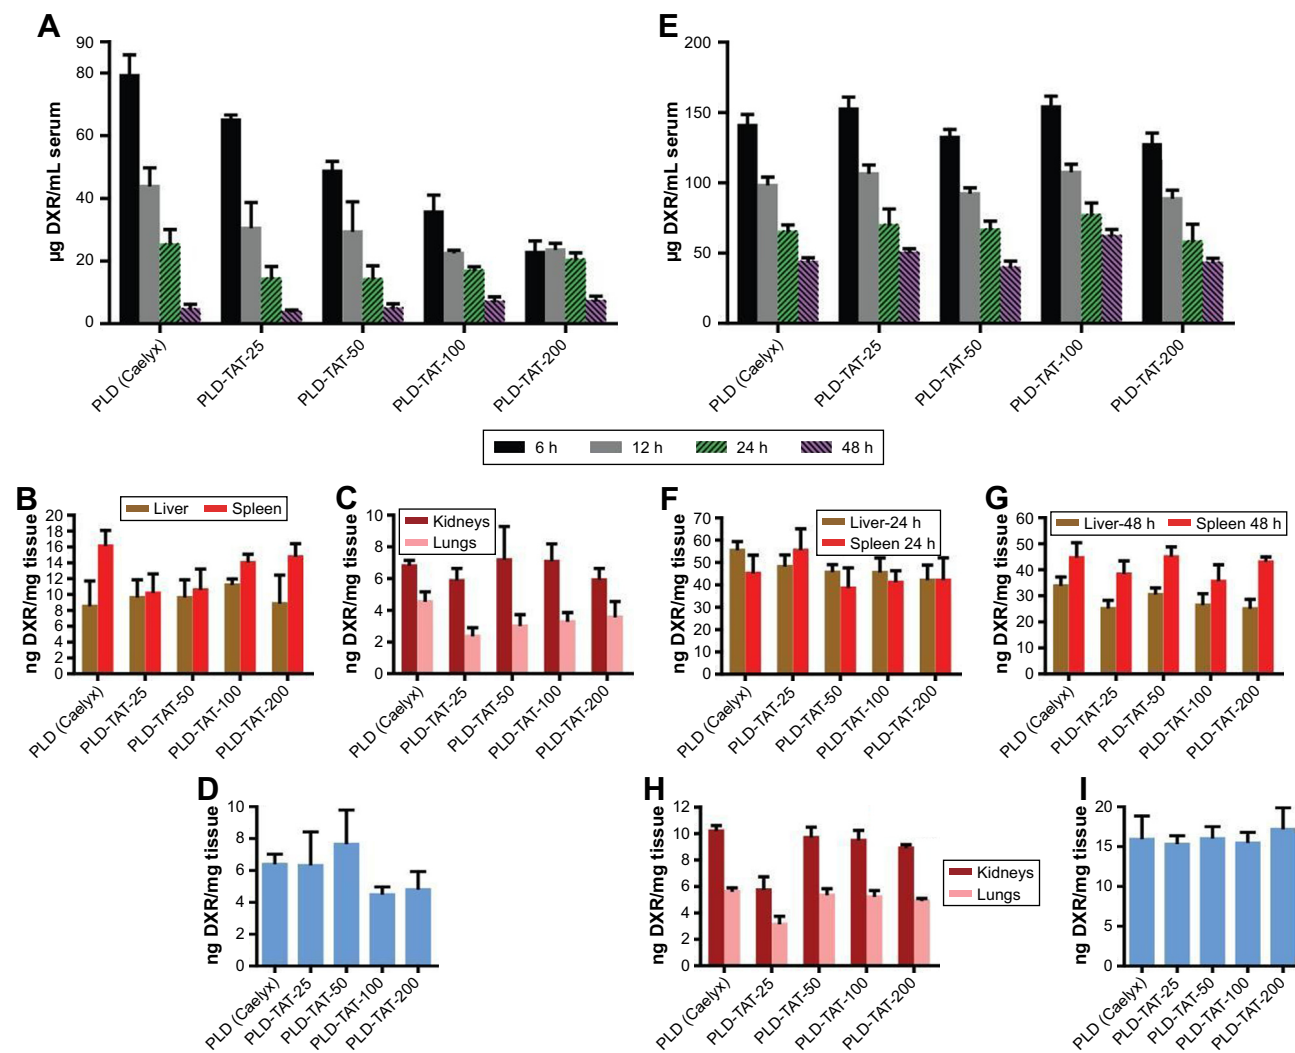 A
µg DXR/mL serum
90
80
60
40
20
0
PLD (Caelyx)
PLD-TAT-25
PLD-TAT-50
PLD-TAT-100
PLD-TAT-200
E
µg DXR/mL serum
200
150
100
50
0
PLD (Caelyx)
PLD-TAT-25
PLD-TAT-50
PLD-TAT-100
PLD-TAT-200
6 h
12 h
24 h
48 h
B
ng DXR/mg tissue
20
18
16
14
12
10
8
6
4
2
0
Liver
Spleen
PLD (Caelyx)
PLD-TAT-25
PLD-TAT-50
PLD-TAT-100
PLD-TAT-200
C
ng DXR/mg tissue
10
8
6
4
2
0
Kidneys
Lungs
PLD (Caelyx)
PLD-TAT-25
PLD-TAT-50
PLD-TAT-100
PLD-TAT-200
F
ng DXR/mg tissue
70
60
50
40
30
20
10
0
Liver-24 h
Spleen 24 h
PLD (Caelyx)
PLD-TAT-25
PLD-TAT-50
PLD-TAT-100
PLD-TAT-200
G
ng DXR/mg tissue
60
50
40
30
20
10
0
Liver-48 h
Spleen 48 h
PLD (Caelyx)
PLD-TAT-25
PLD-TAT-50
PLD-TAT-100
PLD-TAT-200
D
ng DXR/mg tissue
10
8
6
4
2
0
PLD (Caelyx)
PLD-TAT-25
PLD-TAT-50
PLD-TAT-100
PLD-TAT-200
H
ng DXR/mg tissue
12
10
8
6
4
2
0
Kidneys
Lungs
PLD (Caelyx)
PLD-TAT-25
PLD-TAT-50
PLD-TAT-100
PLD-TAT-200
I
ng DXR/mg tissue
20
15
10
5
0
PLD (Caelyx)
PLD-TAT-25
PLD-TAT-50
PLD-TAT-100
PLD-TAT-200